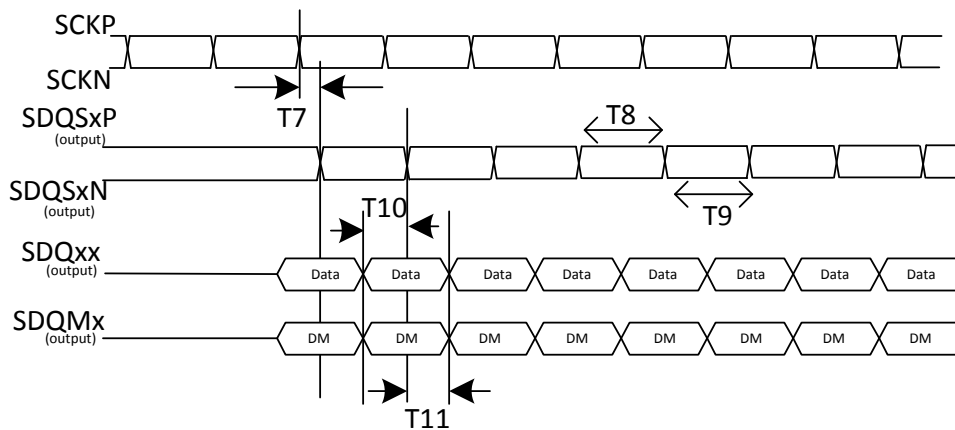 SCKP
SCKN
T7
SDQSxP
(output)
T8
SDQSxN
(output)
T9
T10
SDQxx
(output)
Data Data Data Data Data Data Data Data
SDQMx
(output)
DM DM DM DM DM DM DM DM
T11